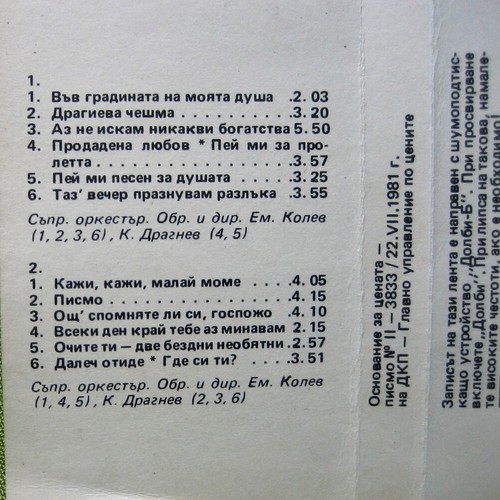 1.
1. Във градината на моята душа .2. 03
2. Драгиева чешма . . . . . . . . . . 3.20
3. Аз не искам никакви богатства 5. 50
4. Продадена любов * Пей ми за про-
летта . . . . . . . . . . . . . . . . . . 3.57
5. Пей ми песен за душата . . . . 3.25
6. Таз' вечер празнувам разлъка . 3.55
Съпр. оркестър. Обр. и дир. Ем. Колев
(1, 2, 3, 6) , К. Драгнев (4, 5)
2.
1. Кажи, кажи, малай моме . . . . 4. 05
2. Писмо . . . . . . . . . . . . . . . . . 4. 15
3. Ощ' спомняте ли си, госпожо . 4. 10
4. Всеки ден край тебе аз минавам 2. 15
5. Очите ти — две бездни необятни . 2. 57
6. Далеч отиде * Где си ти? . . . . . 3. 51
Съпр. оркестър. Обр. и дир. Ем. Колев
(1, 4, 5) , К. Драгнев (2, 3, 6)
Основание за цената —
писмо № II — 3833 / 22. VII. 1981 г.
на ДКП — Главно управление по цените
Записът на тази лента е направен с шумоподтис-
кащо устройство „Долби-Б". При просвирване
включете „Долби". При липса на такова, намале-
те високите честоти, ако е необходимо!